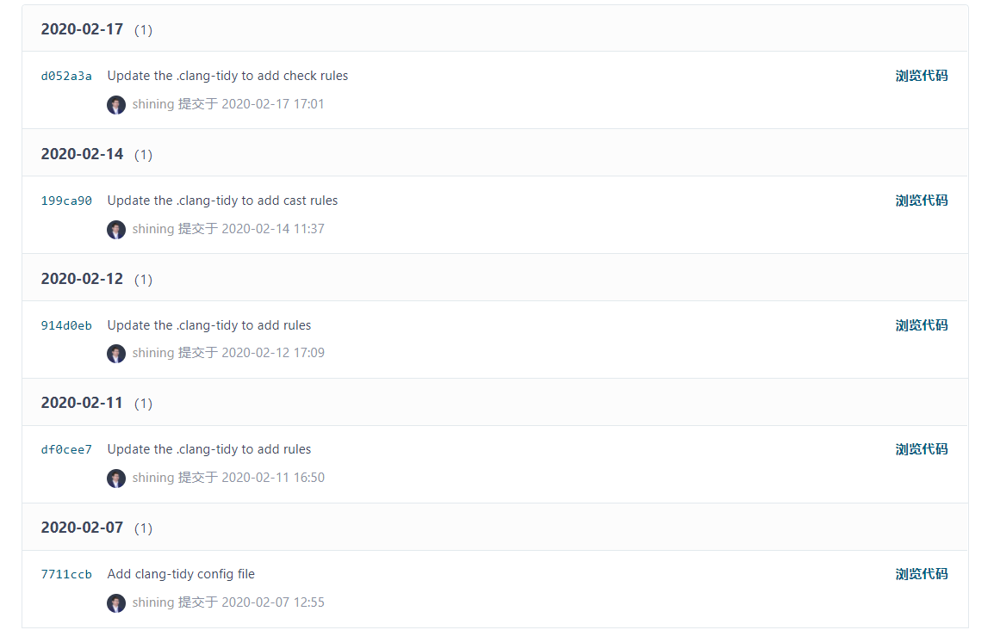 2020-02-17 (1)
d052a3a Update the .clang-tidy to add check rules 浏览代码
shining 提交于 2020-02-17 17:01
2020-02-14 (1)
199ca90 Update the .clang-tidy to add cast rules 浏览代码
shining 提交于 2020-02-14 11:37
2020-02-12 (1)
914d0eb Update the .clang-tidy to add rules 浏览代码
shining 提交于 2020-02-12 17:09
2020-02-11 (1)
df0cee7 Update the .clang-tidy to add rules 浏览代码
shining 提交于 2020-02-11 16:50
2020-02-07 (1)
7711ccb Add clang-tidy config file 浏览代码
shining 提交于 2020-02-07 12:55